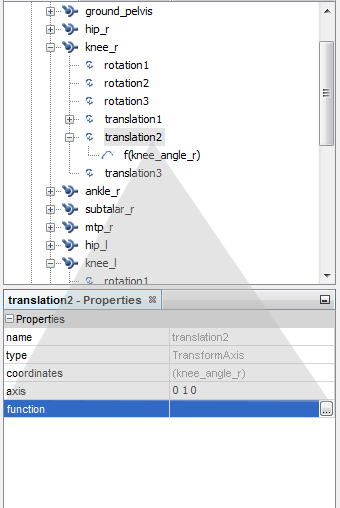 ground_pelvis
hip_r
knee_r
rotation1
rotation2
rotation3
translation1
translation2
f(knee_angle_r)
translation3
ankle_r
subtalar_r
mtp_r
hip_l
knee_l
rotation1
translation2 - Properties
Properties
name translation2
type TransformAxis
coordinates (knee_angle_r)
axis 0 1 0
function ...